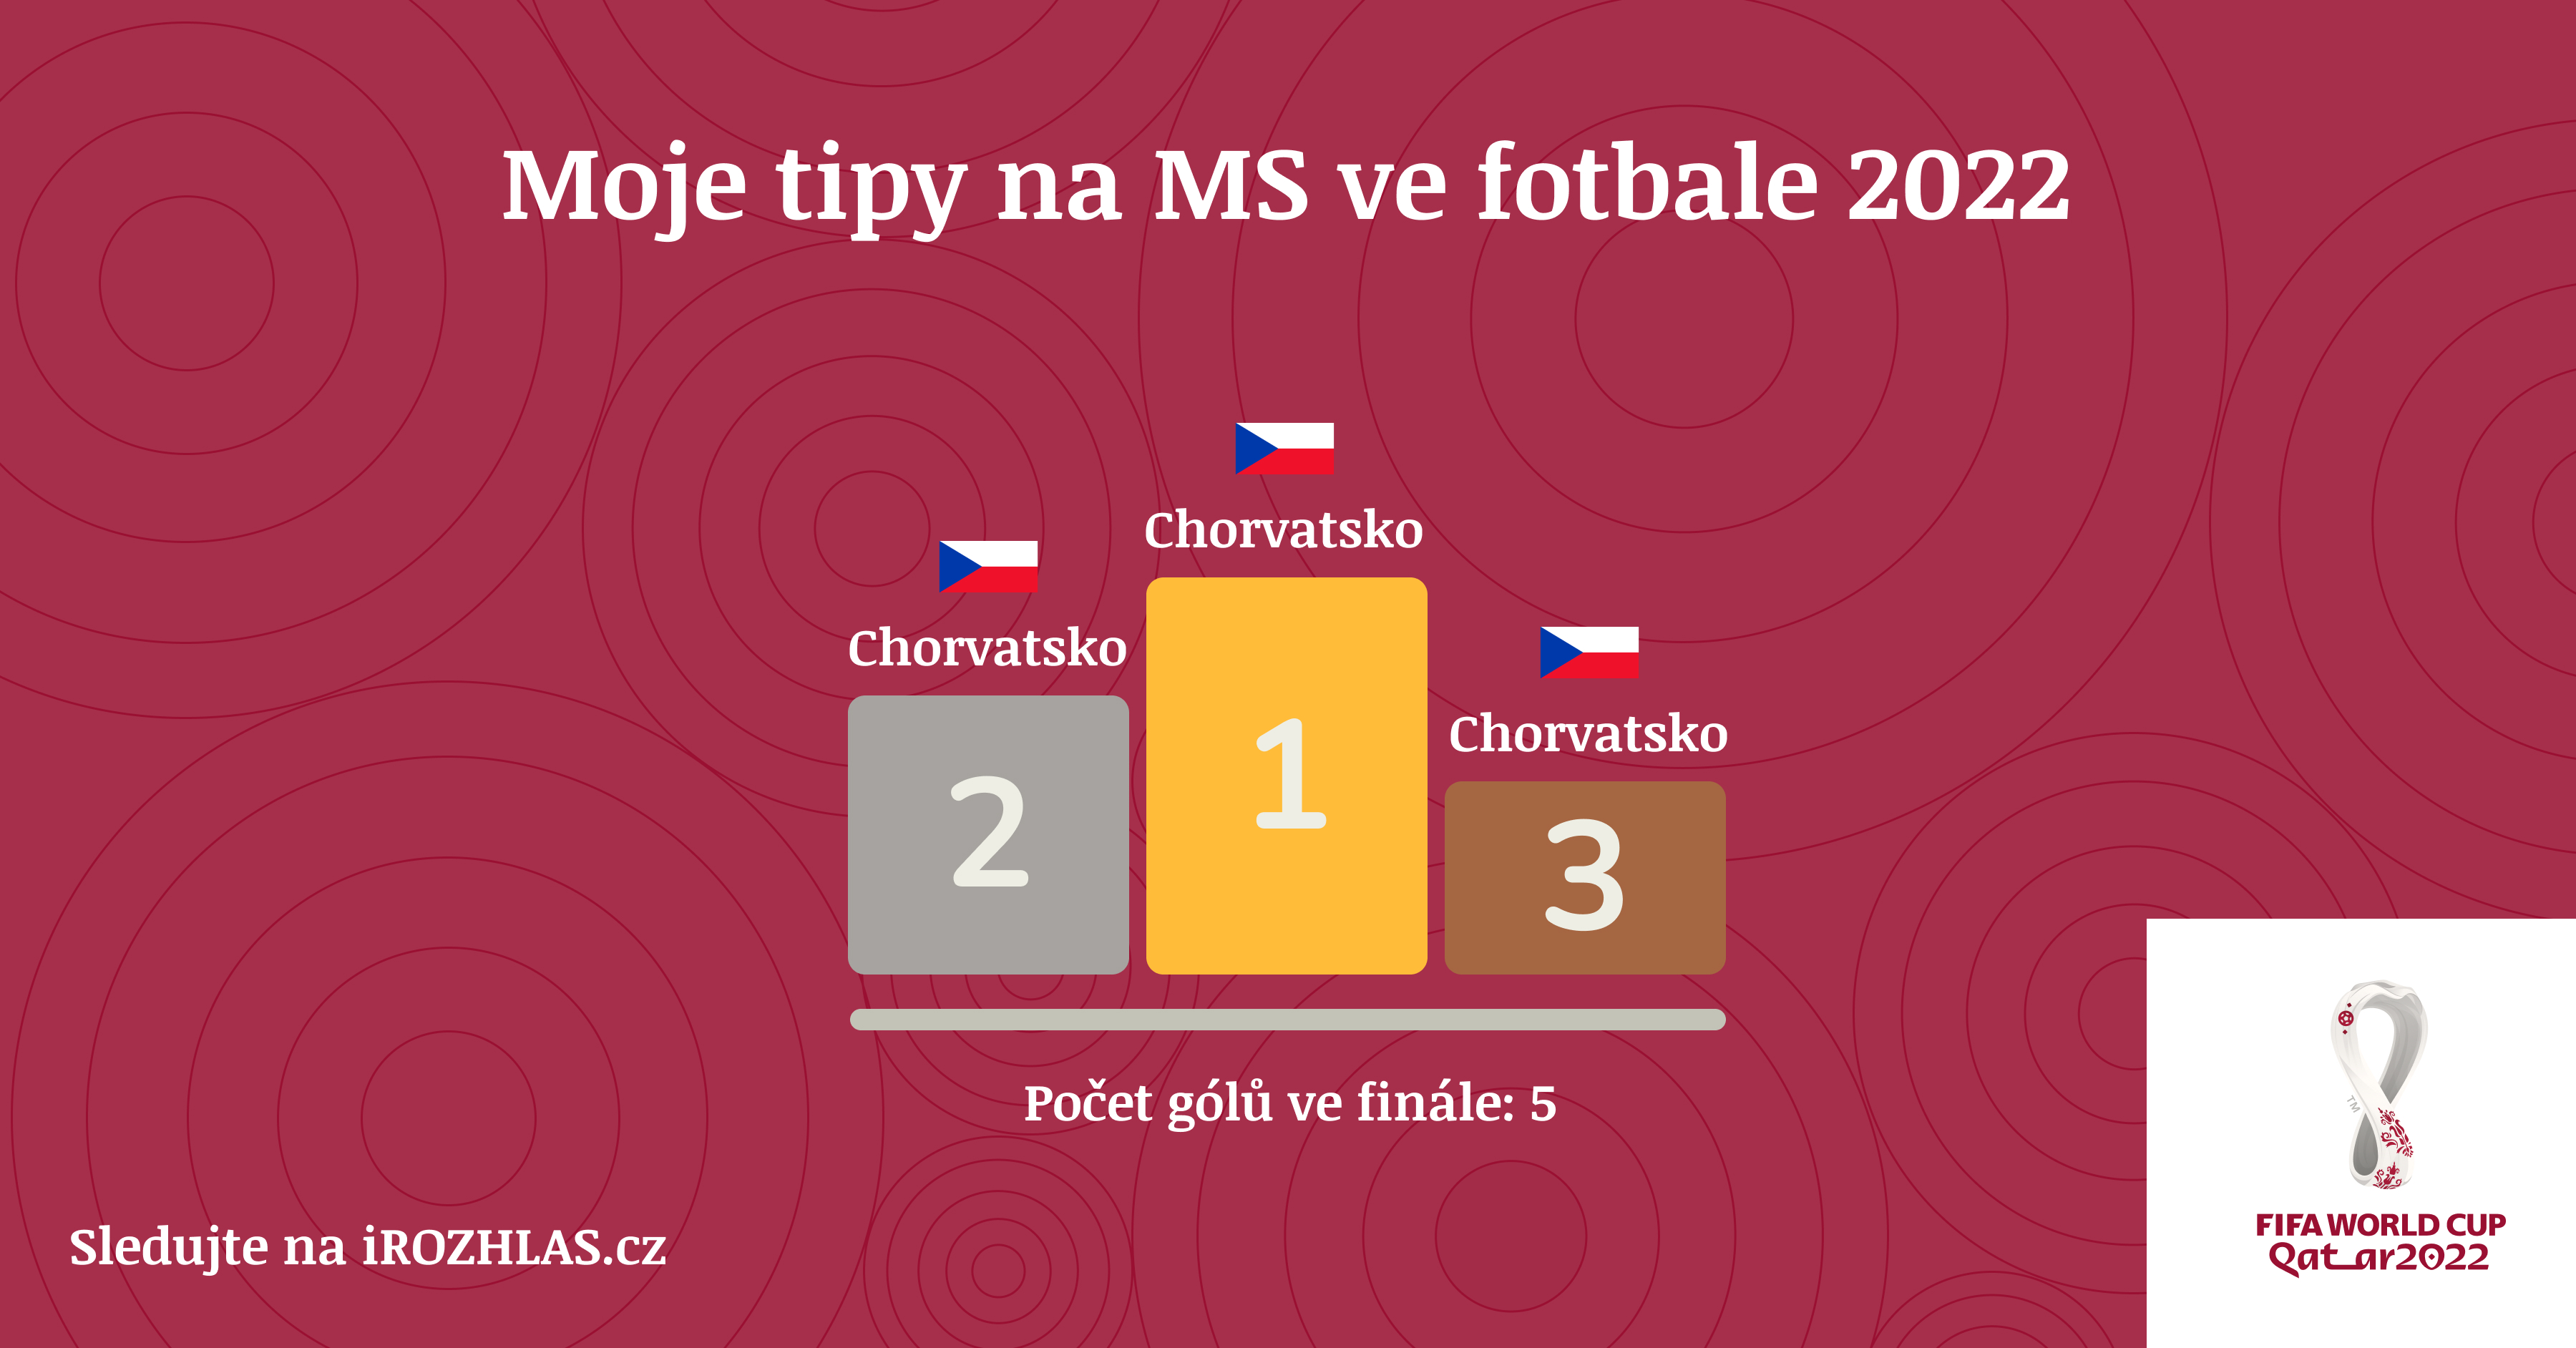 Moje tipy na MS ve fotbale 2022
Chorvatsko
Chorvatsko
Chorvatsko
1
2
3
Počet gólů ve finále: 5
Sledujte na iROZHLAS.cz
TM
FIFA WORLD CUP
Qatar2022